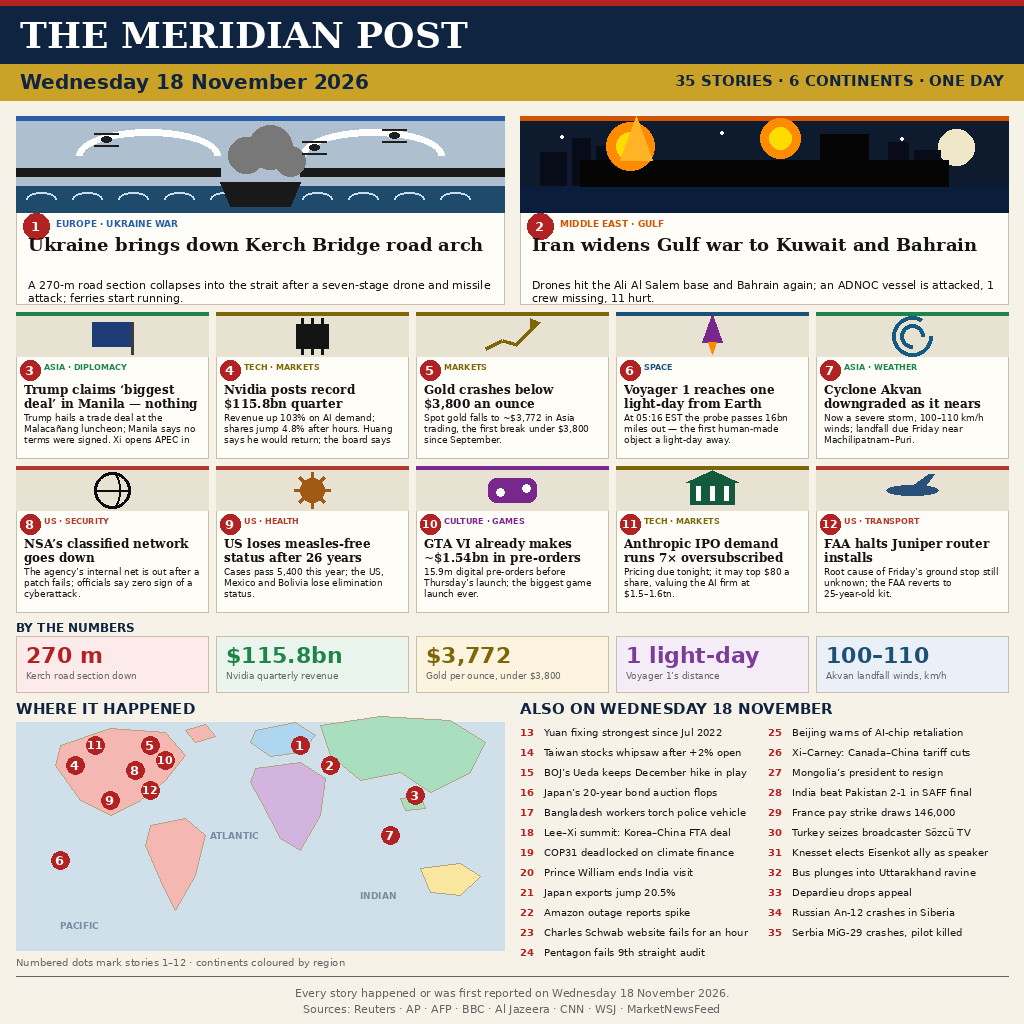 THE MERIDIAN POST
Wednesday 18 November 2026
35 STORIES · 6 CONTINENTS · ONE DAY
1
EUROPE · UKRAINE WAR
Ukraine brings down Kerch Bridge road arch
A 270-m road section collapses into the strait after a seven-stage drone and missile
attack; ferries start running.
2
MIDDLE EAST · GULF
Iran widens Gulf war to Kuwait and Bahrain
Drones hit the Ali Al Salem base and Bahrain again; an ADNOC vessel is attacked, 1
crew missing, 11 hurt.
3
ASIA · DIPLOMACY
Trump claims ‘biggest
deal’ in Manila — nothing
Trump hails a trade deal at the
Malacañang luncheon; Manila says no
terms were signed. Xi opens APEC in
4
TECH · MARKETS
Nvidia posts record
$115.8bn quarter
Revenue up 103% on AI demand;
shares jump 4.8% after hours. Huang
says he would return; the board says
5
MARKETS
Gold crashes below
$3,800 an ounce
Spot gold falls to ~$3,772 in Asia
trading, the first break under $3,800
since September.
6
SPACE
Voyager 1 reaches one
light-day from Earth
At 05:16 EST the probe passes 16bn
miles out — the first human-made
object a light-day away.
7
ASIA · WEATHER
Cyclone Akvan
downgraded as it nears
Now a severe storm, 100–110 km/h
winds; landfall due Friday near
Machilipatnam–Puri.
8
US · SECURITY
NSA’s classified network
goes down
The agency’s internal net is out after a
patch fails; officials say zero sign of a
cyberattack.
9
US · HEALTH
US loses measles-free
status after 26 years
Cases pass 5,400 this year; the US,
Mexico and Bolivia lose elimination
status.
10
CULTURE · GAMES
GTA VI already makes
~$1.54bn in pre-orders
15.9m digital pre-orders before
Thursday’s launch; the biggest game
launch ever.
11
TECH · MARKETS
Anthropic IPO demand
runs 7× oversubscribed
Pricing due tonight; it may top $80 a
share, valuing the AI firm at
$1.5–1.6tn.
12
US · TRANSPORT
FAA halts Juniper router
installs
Root cause of Friday’s ground stop still
unknown; the FAA reverts to
25-year-old kit.
BY THE NUMBERS
270 m
Kerch road section down
$115.8bn
Nvidia quarterly revenue
$3,772
Gold per ounce, under $3,800
1 light-day
Voyager 1’s distance
100–110
Akvan landfall winds, km/h
WHERE IT HAPPENED
11
5
1
4
8
10
2
9
12
3
7
6
ATLANTIC
INDIAN
PACIFIC
Numbered dots mark stories 1–12 · continents coloured by region
ALSO ON WEDNESDAY 18 NOVEMBER
13 Yuan fixing strongest since Jul 2022
14 Taiwan stocks whipsaw after +2% open
15 BOJ’s Ueda keeps December hike in play
16 Japan’s 20-year bond auction flops
17 Bangladesh workers torch police vehicle
18 Lee–Xi summit: Korea–China FTA deal
19 COP31 deadlocked on climate finance
20 Prince William ends India visit
21 Japan exports jump 20.5%
22 Amazon outage reports spike
23 Charles Schwab website fails for an hour
24 Pentagon fails 9th straight audit
25 Beijing warns of AI-chip retaliation
26 Xi–Carney: Canada–China tariff cuts
27 Mongolia’s president to resign
28 India beat Pakistan 2-1 in SAFF final
29 France pay strike draws 146,000
30 Turkey seizes broadcaster Sözcü TV
31 Knesset elects Eisenkot ally as speaker
32 Bus plunges into Uttarakhand ravine
33 Depardieu drops appeal
34 Russian An-12 crashes in Siberia
35 Serbia MiG-29 crashes, pilot killed
Every story happened or was first reported on Wednesday 18 November 2026.
Sources: Reuters · AP · AFP · BBC · Al Jazeera · CNN · WSJ · MarketNewsFeed